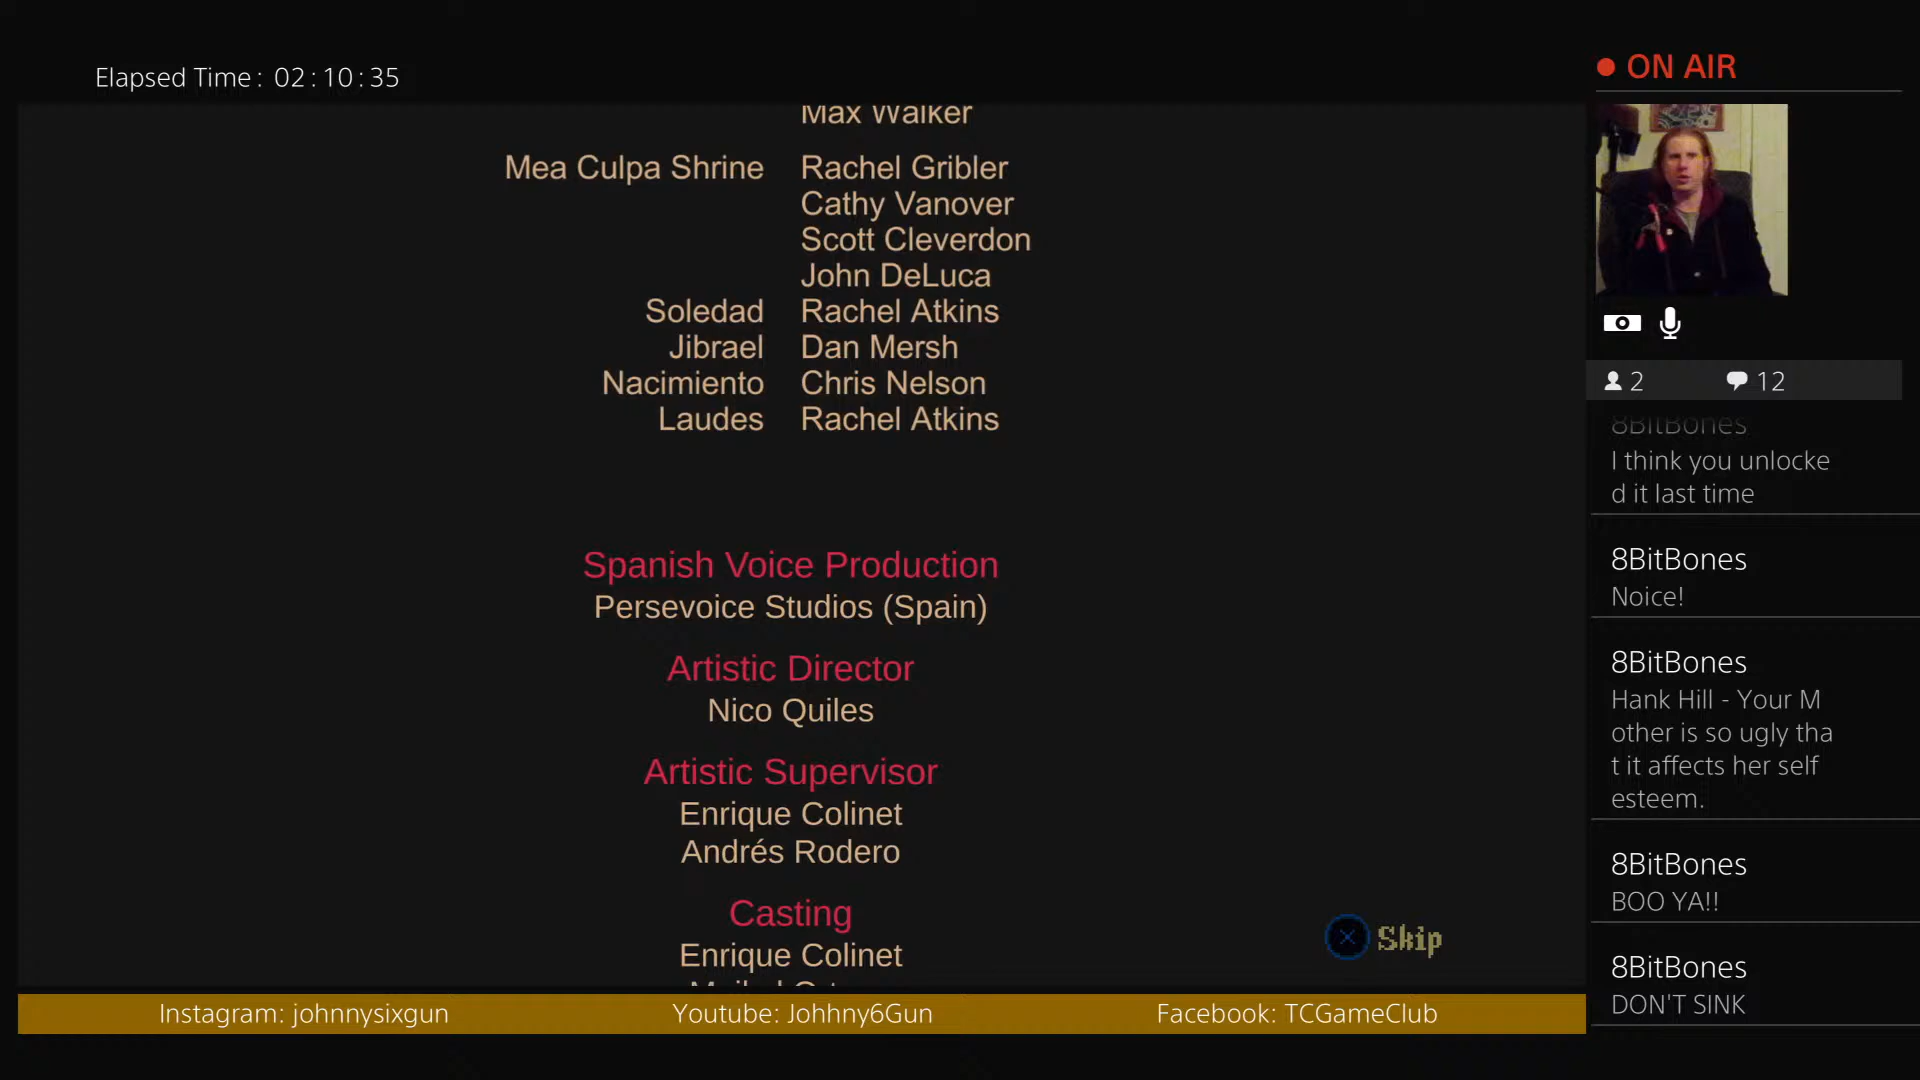 Elapsed Time: 02:10:35
ON AIR
Max Walker
Mea Culpa Shrine Rachel Gribler
Cathy Vanover
Scott Cleverdon
John DeLuca
Soledad Rachel Atkins
Jibrael Dan Mersh
Nacimiento Chris Nelson
Laudes Rachel Atkins
Spanish Voice Production
Persevoice Studios (Spain)
Artistic Director
Nico Quiles
Artistic Supervisor
Enrique Colinet
Andrés Rodero
Casting
Enrique Colinet
Skip
2 12
8BitBones
I think you unlocke
d it last time
8BitBones
Noice!
8BitBones
Hank Hill - Your M
other is so ugly tha
t it affects her self
esteem.
8BitBones
BOO YA!!
8BitBones
DON'T SINK
Instagram: johnnysixgun Youtube: Johhny6Gun Facebook: TCGameClub